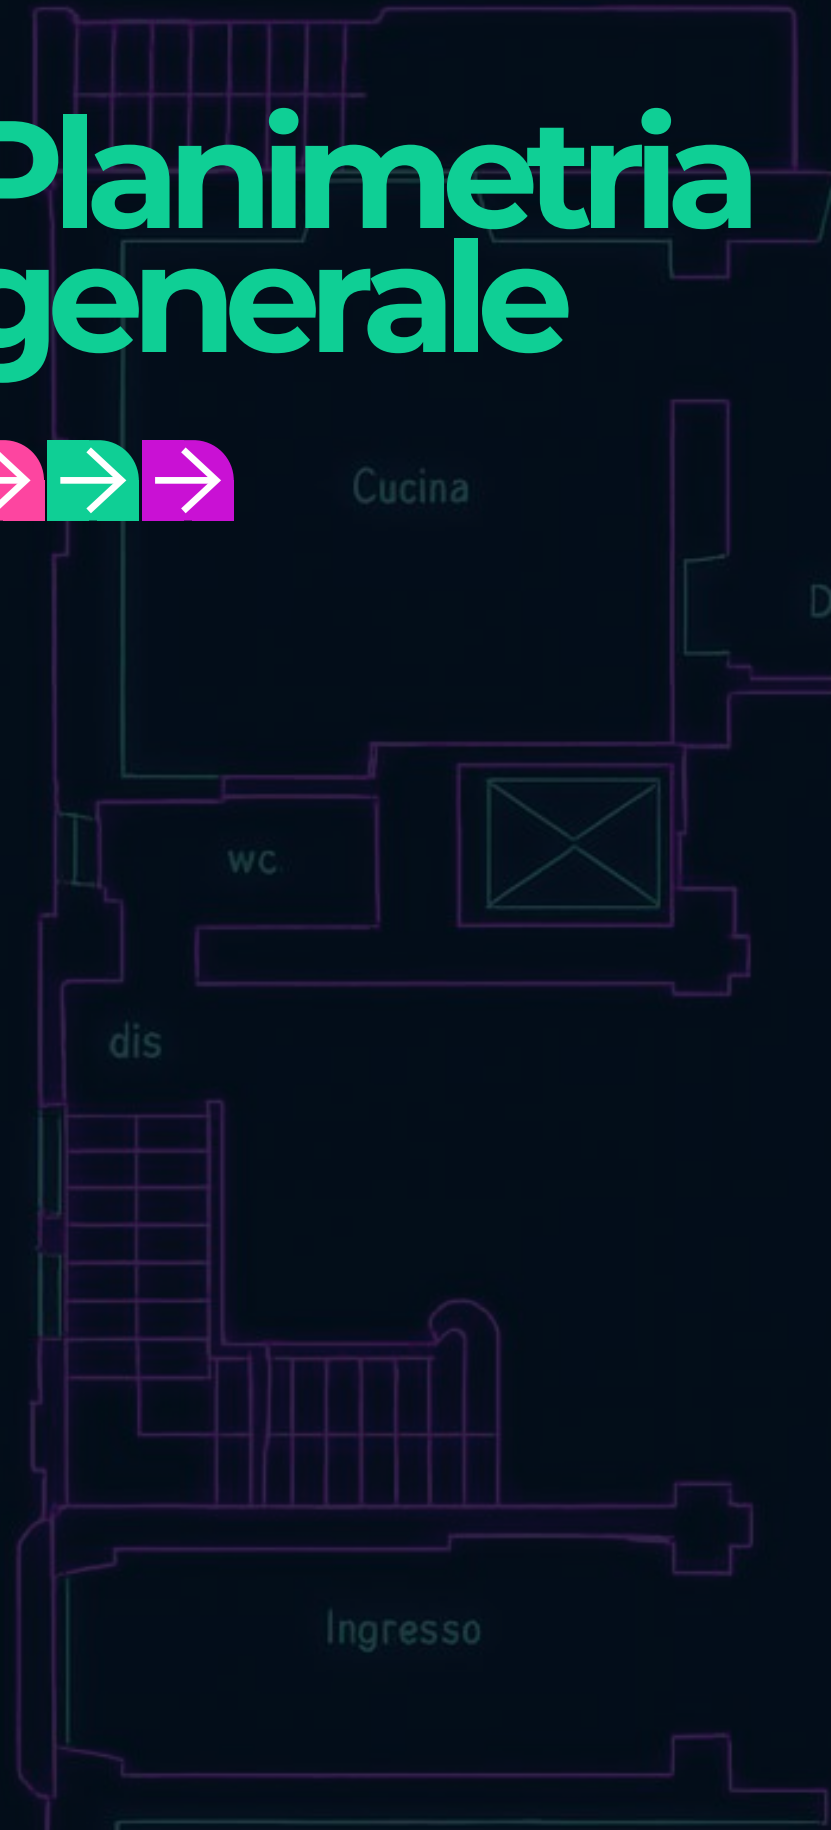 Planimetria
generale
Cucina
D
wc
dis
Ingresso